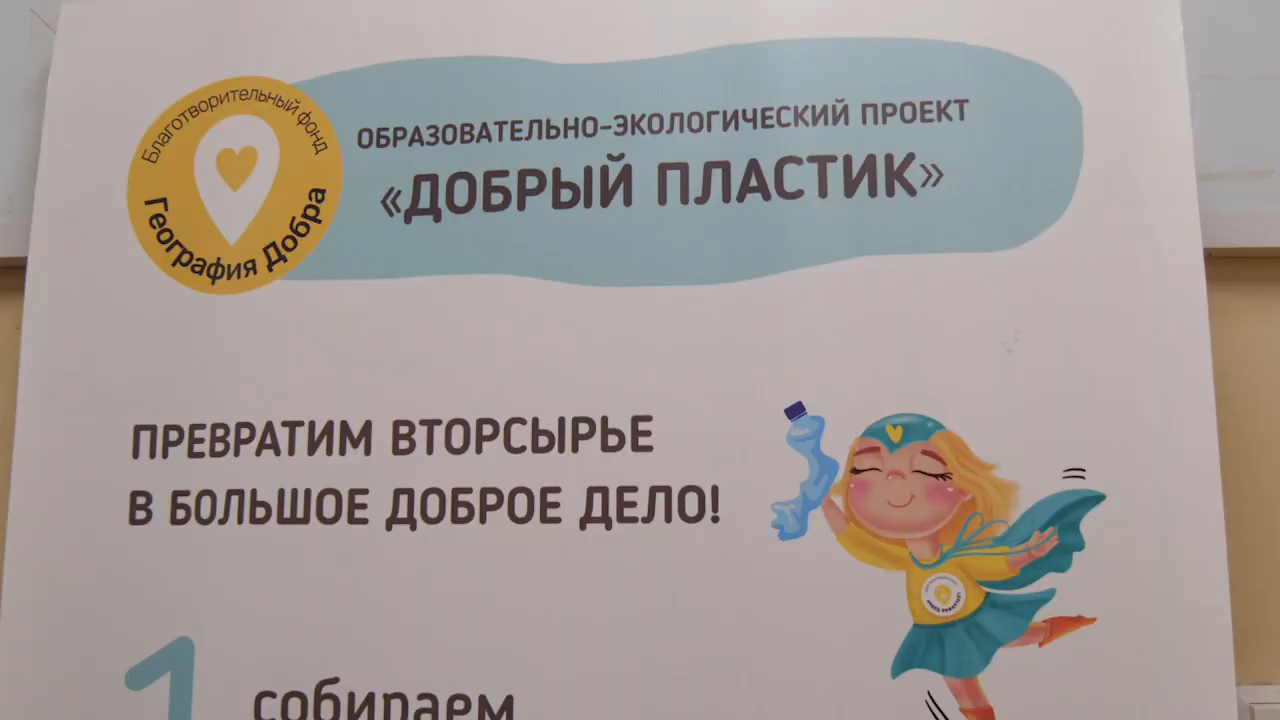 Благотворительный фонд
География Добра
ОБРАЗОВАТЕЛЬНО-ЭКОЛОГИЧЕСКИЙ ПРОЕКТ
«ДОБРЫЙ ПЛАСТИК»
ПРЕВРАТИМ ВТОРСЫРЬЕ
В БОЛЬШОЕ ДОБРОЕ ДЕЛО!
1
собираем